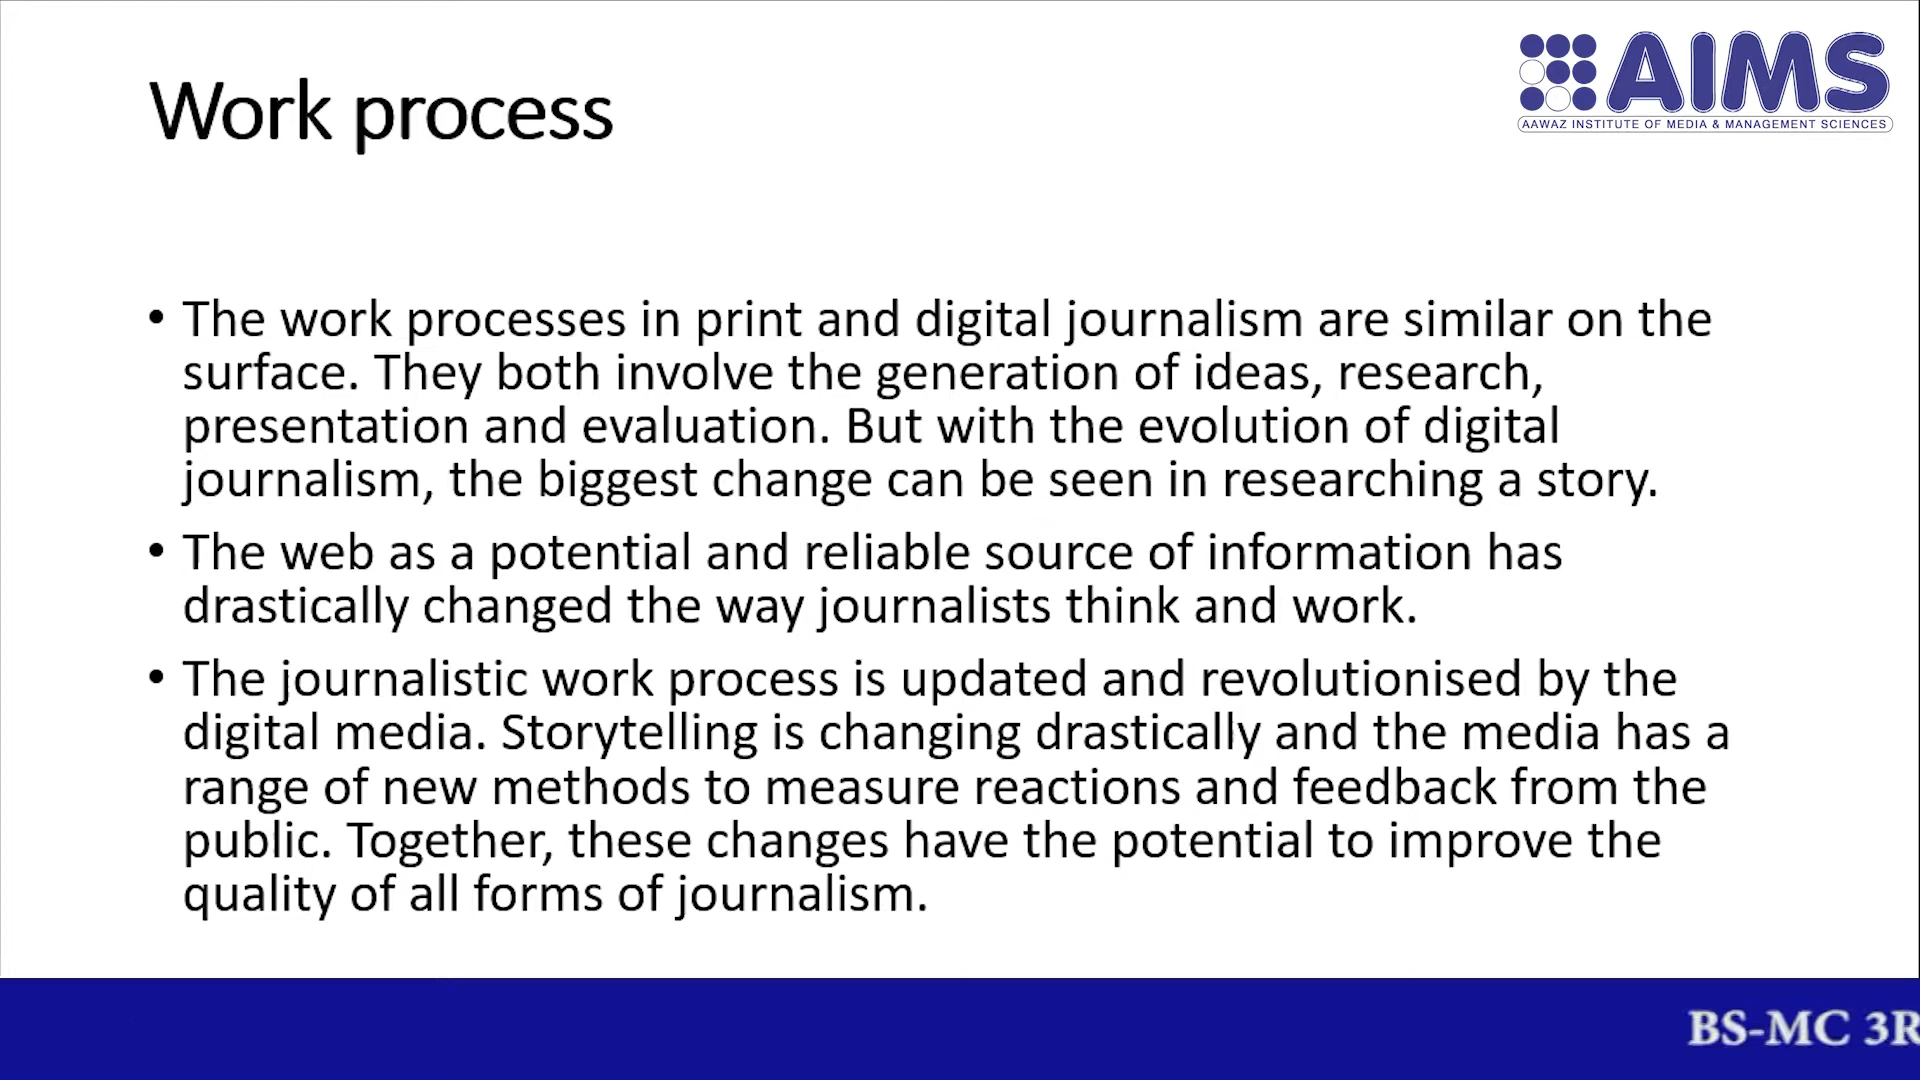 Work process
AIMS
AAWAZ INSTITUTE OF MEDIA & MANAGEMENT SCIENCES
• The work processes in print and digital journalism are similar on the
surface. They both involve the generation of ideas, research,
presentation and evaluation. But with the evolution of digital
journalism, the biggest change can be seen in researching a story.
• The web as a potential and reliable source of information has
drastically changed the way journalists think and work.
• The journalistic work process is updated and revolutionised by the
digital media. Storytelling is changing drastically and the media has a
range of new methods to measure reactions and feedback from the
public. Together, these changes have the potential to improve the
quality of all forms of journalism.
BS-MC 3R